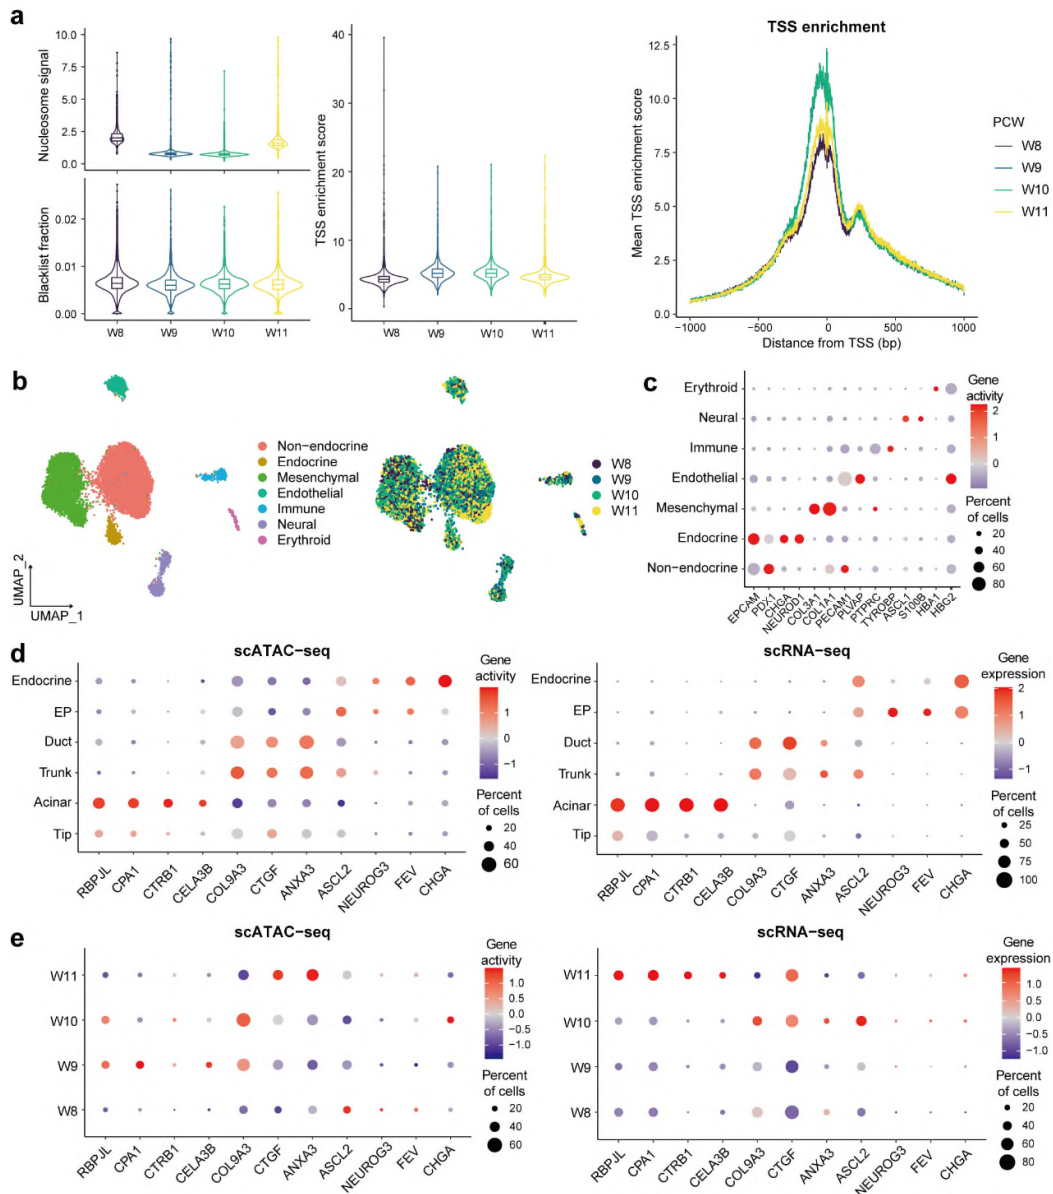 a
10.0
7.5
5.0
2.5
0.0
Nucleosome signal
0.02
0.01
0.00
Blacklist fraction
W8 W9 W10 W11
40
30
20
10
0
TSS enrichment score
W8 W9 W10 W11
TSS enrichment
12.5
10.0
7.5
5.0
2.5
0.0
Mean TSS enrichment score
−1000 −500 0 500 1000
Distance from TSS (bp)
PCW
W8
W9
W10
W11
b
Non−endocrine
Endocrine
Mesenchymal
Endothelial
Immune
Neural
Erythroid
UMAP_2
UMAP_1
W8
W9
W10
W11
c
Erythroid
Neural
Immune
Endothelial
Mesenchymal
Endocrine
Non−endocrine
EPCAM PDX1 CHGA NEUROD1 COL3A1 COL1A1 PECAM1 PLVAP PTPRC TYROBP ASCL1 S100B HBA1 HBG2
Gene
activity
2
1
0
Percent
of cells
20
40
60
80
d
scATAC−seq
Endocrine
EP
Duct
Trunk
Acinar
Tip
RBPJL CPA1 CTRB1 CELA3B COL9A3 CTGF ANXA3 ASCL2 NEUROG3 FEV CHGA
Gene
activity
1
0
−1
Percent
of cells
20
40
60
scRNA−seq
Endocrine
EP
Duct
Trunk
Acinar
Tip
RBPJL CPA1 CTRB1 CELA3B COL9A3 CTGF ANXA3 ASCL2 NEUROG3 FEV CHGA
Gene
expression
2
1
0
−1
Percent
of cells
25
50
75
100
e
scATAC−seq
W11
W10
W9
W8
RBPJL CPA1 CTRB1 CELA3B COL9A3 CTGF ANXA3 ASCL2 NEUROG3 FEV CHGA
Gene
activity
1.0
0.5
0.0
−0.5
−1.0
Percent
of cells
20
40
60
scRNA−seq
W11
W10
W9
W8
RBPJL CPA1 CTRB1 CELA3B COL9A3 CTGF ANXA3 ASCL2 NEUROG3 FEV CHGA
Gene
expression
1.0
0.5
0.0
−0.5
−1.0
Percent
of cells
20
40
60
80